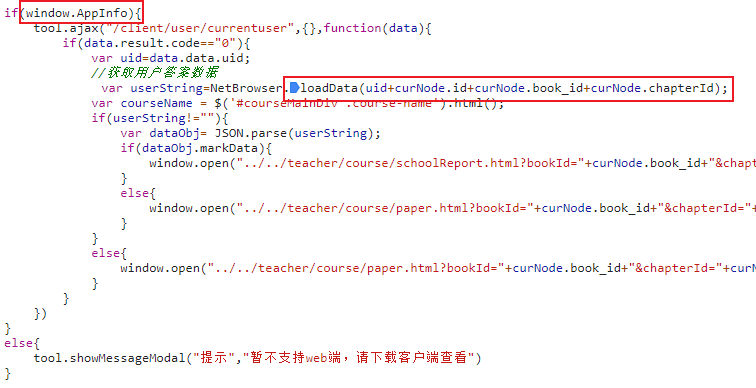 if(window.AppInfo){
tool.ajax("/client/user/currentuser",{},function(data){
if(data.result.code=="0"){
var uid=data.data.uid;
//获取用户答案数据
var userString=NetBrowser.loadData(uid+curNode.id+curNode.book_id+curNode.chapterId);
var courseName = $('#courseMainDiv .course-name').html();
if(userString!=""){
var dataObj= JSON.parse(userString);
if(dataObj.markData){
window.open("../../teacher/course/schoolReport.html?bookId="+curNode.book_id+"&chapt
}
else{
window.open("../../teacher/course/paper.html?bookId="+curNode.book_id+"&chapterId="+
}
}
else{
window.open("../../teacher/course/paper.html?bookId="+curNode.book_id+"&chapterId="+curN
}
}
})
}
else{
tool.showMessageModal("提示","暂不支持web端，请下载客户端查看")
}